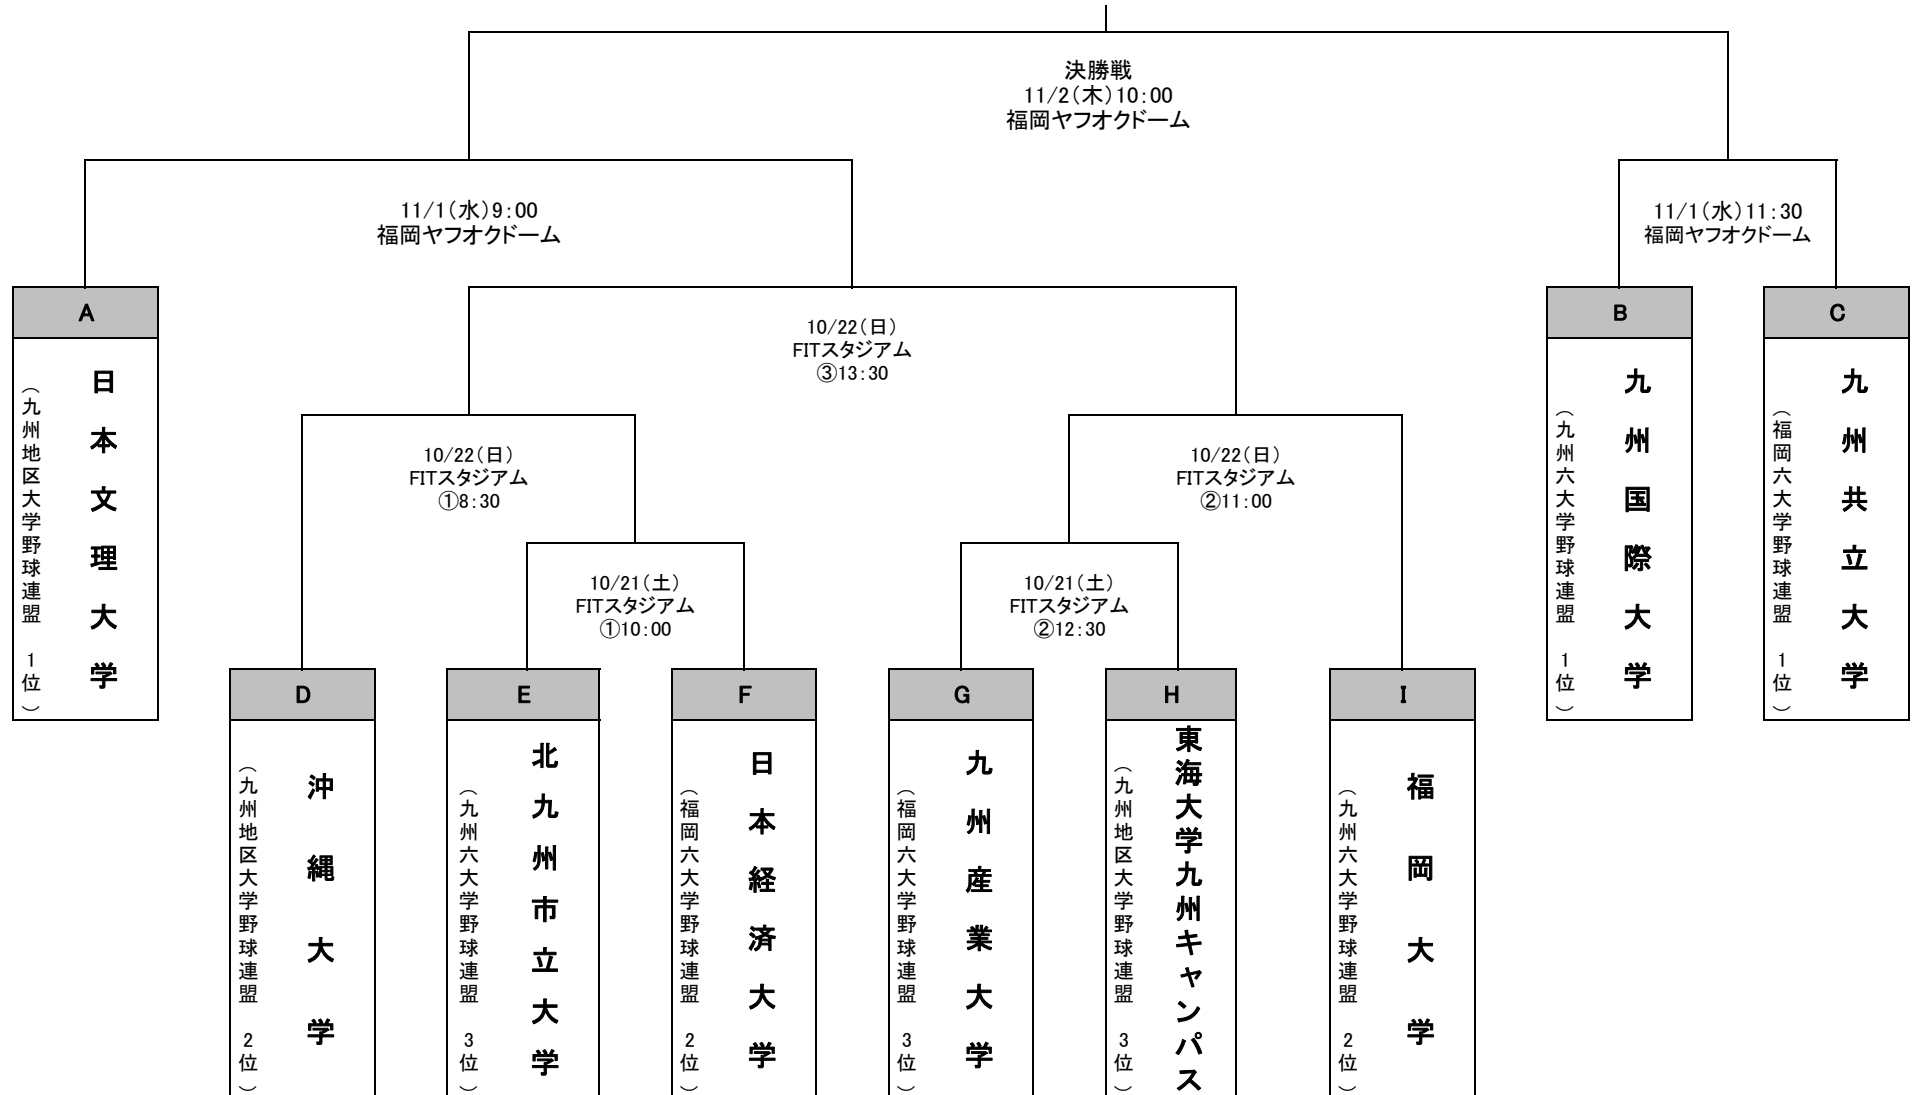 決勝戦
11/2(木)10:00
福岡ヤフオクドーム
11/1(水)9:00
福岡ヤフオクドーム
11/1(水)11:30
福岡ヤフオクドーム
A
日本文理大学
(九州地区大学野球連盟 1位)
B
九州国際大学
(九州六大学野球連盟 1位)
C
九州共立大学
(福岡六大学野球連盟 1位)
10/22(日)
FITスタジアム
③13:30
10/22(日)
FITスタジアム
①8:30
10/22(日)
FITスタジアム
②11:00
10/21(土)
FITスタジアム
①10:00
10/21(土)
FITスタジアム
②12:30
D
沖縄大学
(九州地区大学野球連盟 2位)
E
北九州市立大学
(九州六大学野球連盟 3位)
F
日本経済大学
(福岡六大学野球連盟 2位)
G
九州産業大学
(福岡六大学野球連盟 3位)
H
東海大学九州キャンパス
(九州地区大学野球連盟 3位)
I
福岡大学
(九州六大学野球連盟 2位)